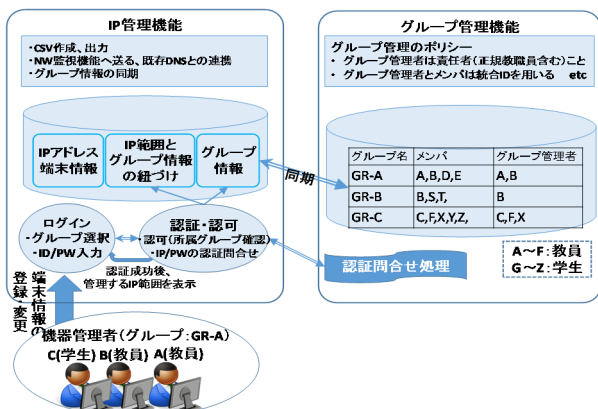 IP管理機能
・CSV作成、出力
・NW監視機能へ送る、既存DNSとの連携
・グループ情報の同期
IPアドレス
端末情報
IP範囲と
グループ情報
の紐づけ
グループ
情報
ログイン
・グループ選択
・ID/PW入力
認証・認可
・認可(所属グループ確認)
・IP/PWの認証問合せ
認証成功後、
管理するIP範囲を表示
端末情報の
登録・変更
機器管理者(グループ:GR-A)
C(学生) B(教員) A(教員)
同期
グループ管理機能
グループ管理のポリシー
・ グループ管理者は責任者(正規教職員含む)こと
・ グループ管理者とメンバは統合IDを用いる etc
グループ名 メンバ グループ管理者
GR-A A,B,D,E A,B
GR-B B,S,T, B
GR-C C,F,X,Y,Z, C,F,X
認証問合せ処理
A～F:教員
G～Z:学生